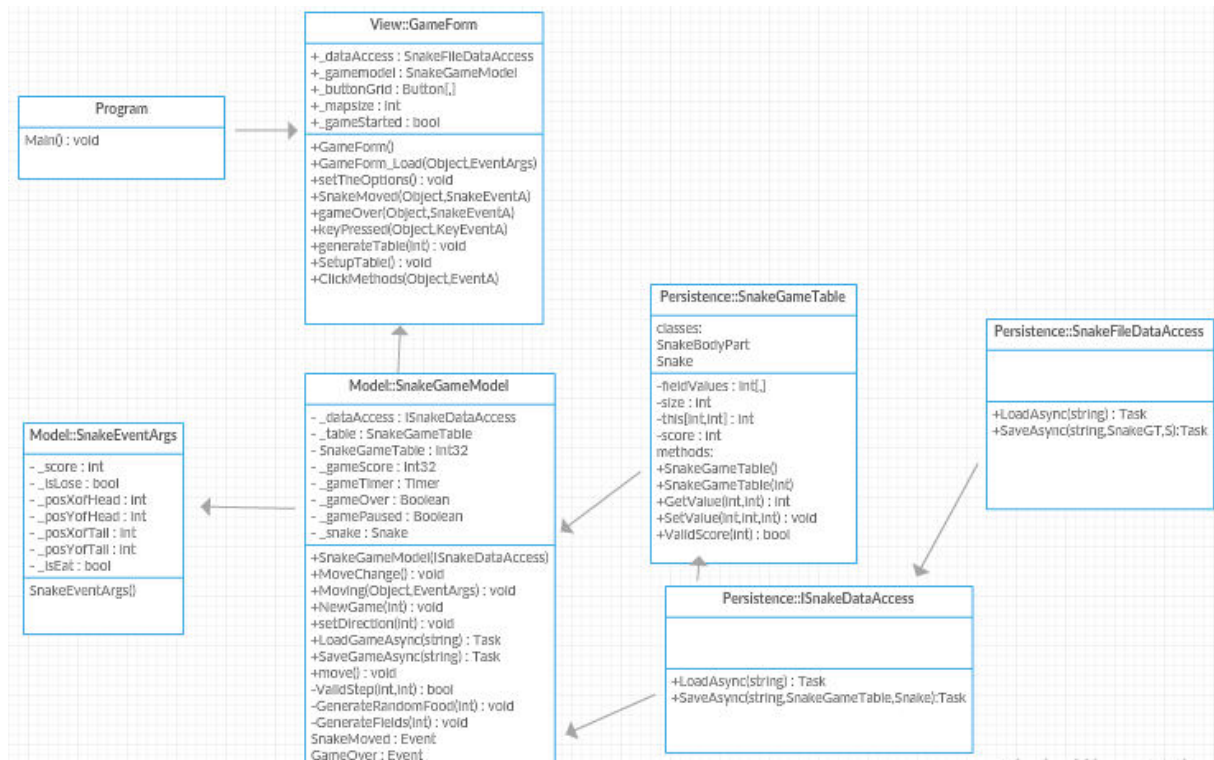 View::GameForm
+_dataAccess : SnakeFileDataAccess
+_gamemodel : SnakeGameModel
+_buttonGrid : Button[,]
+_mapsize : int
+_gameStarted : bool
+GameForm()
+GameForm_Load(Object,EventArgs)
+setTheOptions() : void
+SnakeMoved(Object,SnakeEventA)
+gameOver(Object,SnakeEventA)
+keyPressed(Object,KeyEventA)
+generateTable(int) : void
+SetupTable() : void
+ClickMethods(Object,EventA)
Program
Main() : void
Persistence::SnakeGameTable
classes:
SnakeBodyPart
Snake
-fieldValues : int[,]
-size : int
-this[int,int] : int
-score : int
methods:
+SnakeGameTable()
+SnakeGameTable(int)
+GetValue(int,int) : int
+SetValue(int,int,int) : void
+ValidScore(int) : bool
Persistence::SnakeFileDataAccess
+LoadAsync(string) : Task
+SaveAsync(string,SnakeGT,S):Task
Model::SnakeGameModel
- _dataAccess : ISnakeDataAccess
- _table : SnakeGameTable
- SnakeGameTable : Int32
- _gameScore : Int32
- _gameTimer : Timer
- _gameOver : Boolean
- _gamePaused : Boolean
- _snake : Snake
+SnakeGameModel(ISnakeDataAccess)
+MoveChange() : void
+Moving(Object,EventArgs) : void
+NewGame(int) : void
+setDirection(int) : void
+LoadGameAsync(string) : Task
+SaveGameAsync(string) : Task
+move() : void
-ValidStep(int,int) : bool
-GenerateRandomFood(int) : void
-GenerateFields(int) : void
SnakeMoved : Event
GameOver : Event
Model::SnakeEventArgs
- _score : int
- _isLose : bool
- _posXofHead : int
- _posYofHead : int
- _posXofTail : int
- _posYofTail : int
- _isEat : bool
SnakeEventArgs()
Persistence::ISnakeDataAccess
+LoadAsync(string) : Task
+SaveAsync(string,SnakeGameTable,Snake):Task